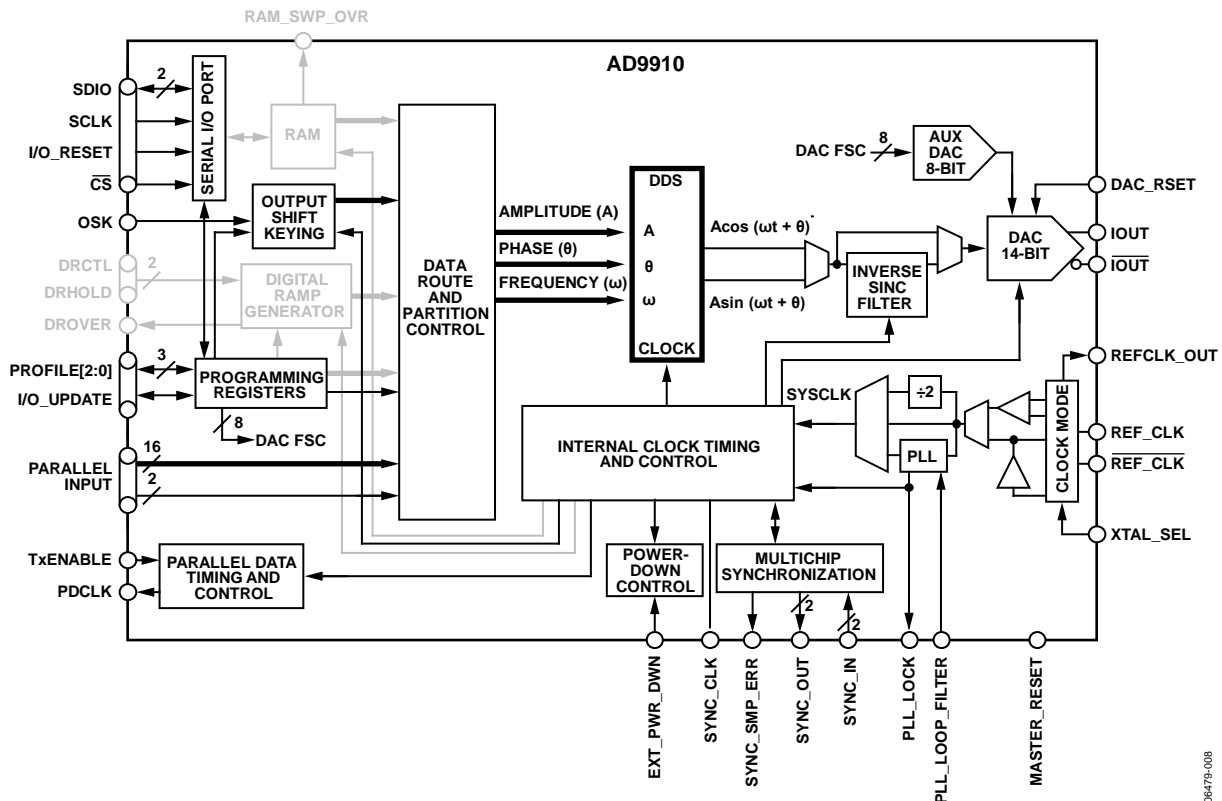 RAM_SWP_OVR
AD9910
SDIO
2
SCLK
I/O_RESET
CS
SERIAL I/O PORT
RAM
OSK
OUTPUT
SHIFT
KEYING
DRCTL
2
DRHOLD
DROVER
DIGITAL
RAMP
GENERATOR
PROFILE[2:0]
3
I/O_UPDATE
PROGRAMMING
REGISTERS
8
DAC FSC
PARALLEL
INPUT
16
2
TxENABLE
PDCLK
PARALLEL DATA
TIMING AND
CONTROL
DATA
ROUTE
AND
PARTITION
CONTROL
AMPLITUDE (A)
PHASE (θ)
FREQUENCY (ω)
DDS
A
θ
ω
CLOCK
Acos (ωt + θ)
Asin (ωt + θ)
INVERSE
SINC
FILTER
DAC FSC
8
AUX
DAC
8-BIT
DAC
14-BIT
DAC_RSET
IOUT
IOUT
REFCLK_OUT
REF_CLK
REF_CLK
XTAL_SEL
CLOCK MODE
SYSCLK
÷2
PLL
INTERNAL CLOCK TIMING
AND CONTROL
POWER-
DOWN
CONTROL
MULTICHIP
SYNCHRONIZATION
2
2
EXT_PWR_DWN
SYNC_CLK
SYNC_SMP_ERR
SYNC_OUT
SYNC_IN
PLL_LOCK
PLL_LOOP_FILTER
MASTER_RESET
06479-008